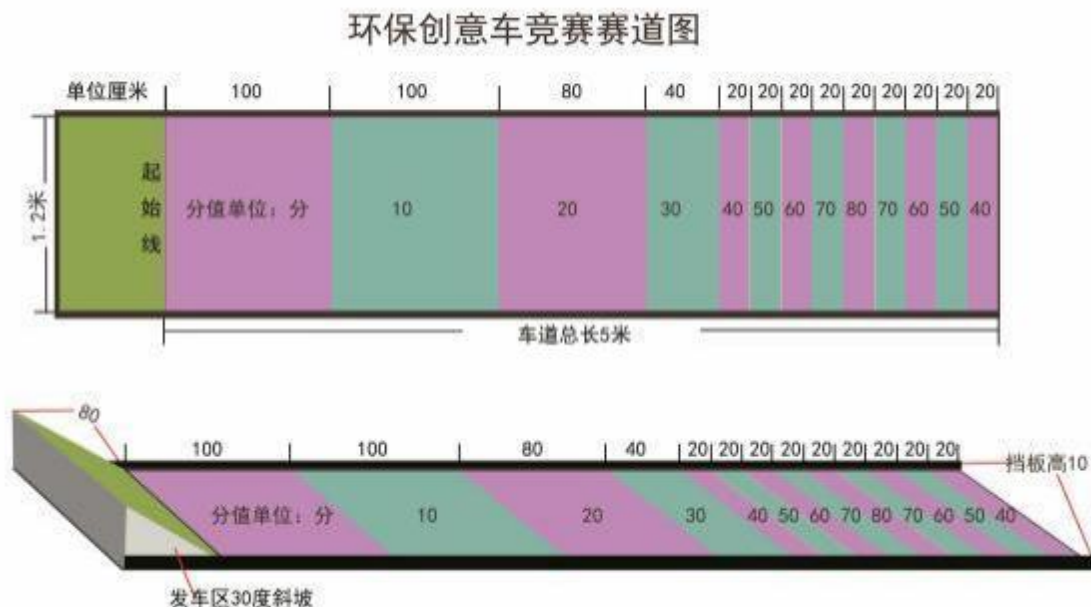 环保创意车竞赛赛道图
单位厘米 100 100 80 40 20 20 20 20 20 20 20 20 20
起始线
1.2米
分值单位：分 10 20 30 40 50 60 70 80 70 60 50 40
车道总长5米
80
100 100 80 40 20 20 20 20 20 20 20 20 20
挡板高10
分值单位：分 10 20 30 40 50 60 70 80 70 60 50 40
发车区30度斜坡